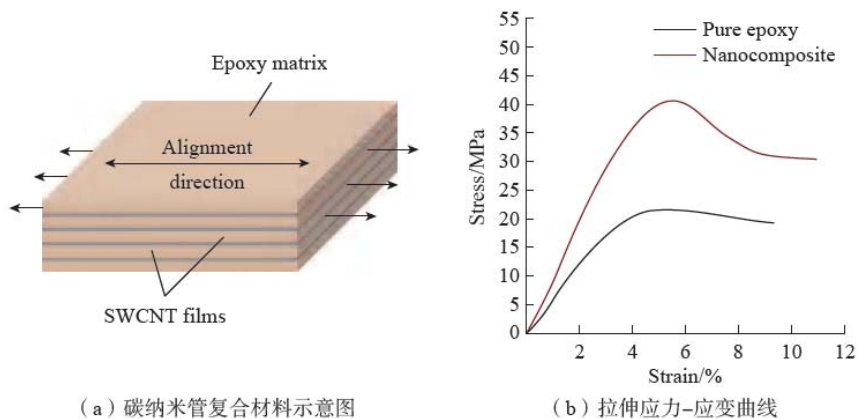 Epoxy matrix
Alignment
direction
SWCNT films
(a)碳纳米管复合材料示意图
55
50
45
40
35
30
25
20
15
10
5
0
Stress/MPa
Pure epoxy
Nanocomposite
2
4
6
8
10
12
Strain/%
(b)拉伸应力-应变曲线